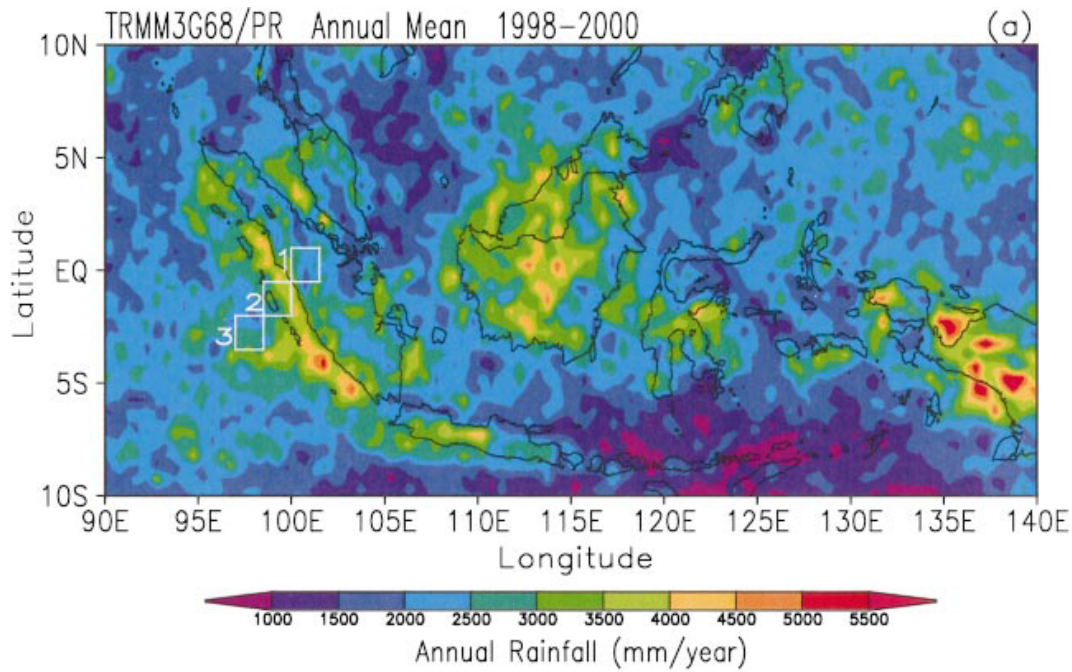 TRMM3G68/PR Annual Mean 1998-2000 (a)
10N
5N
EQ
5S
10S
Latitude
1
2
3
90E 95E 100E 105E 110E 115E 120E 125E 130E 135E 140E
Longitude
1000 1500 2000 2500 3000 3500 4000 4500 5000 5500
Annual Rainfall (mm/year)